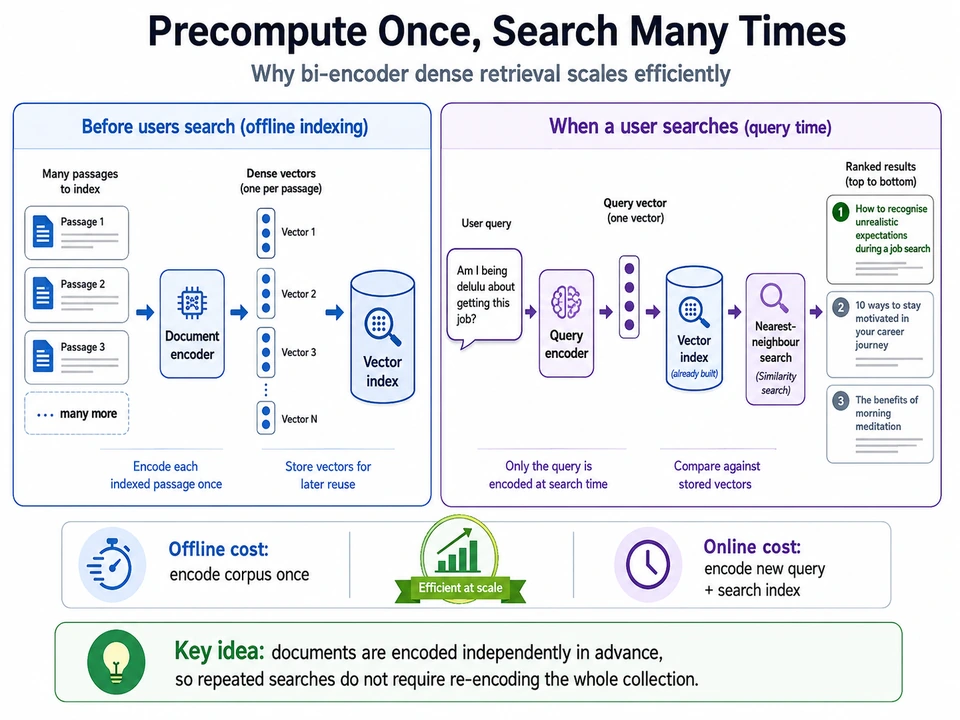 Precompute Once, Search Many Times
Why bi-encoder dense retrieval scales efficiently
Before users search (offline indexing)
Many passages
to index
Passage 1
Passage 2
Passage 3
... many more
Document
encoder
Dense vectors
(one per passage)
Vector 1
Vector 2
Vector 3
Vector N
Vector
index
Encode each
indexed passage once
Store vectors for
later reuse
When a user searches (query time)
User query
Am I being
delulu about
getting this
job?
Query
encoder
Query vector
(one vector)
Vector
index
(already built)
Nearest-
neighbour
search
(Similarity
search)
Ranked results
(top to bottom)
1
How to recognise
unrealistic
expectations
during a job search
2
10 ways to stay
motivated in
your career
journey
3
The benefits of
morning
meditation
Only the query is
encoded at search time
Compare against
stored vectors
Offline cost:
encode corpus once
Efficient at scale
Online cost:
encode new query
+ search index
Key idea: documents are encoded independently in advance,
so repeated searches do not require re-encoding the whole collection.